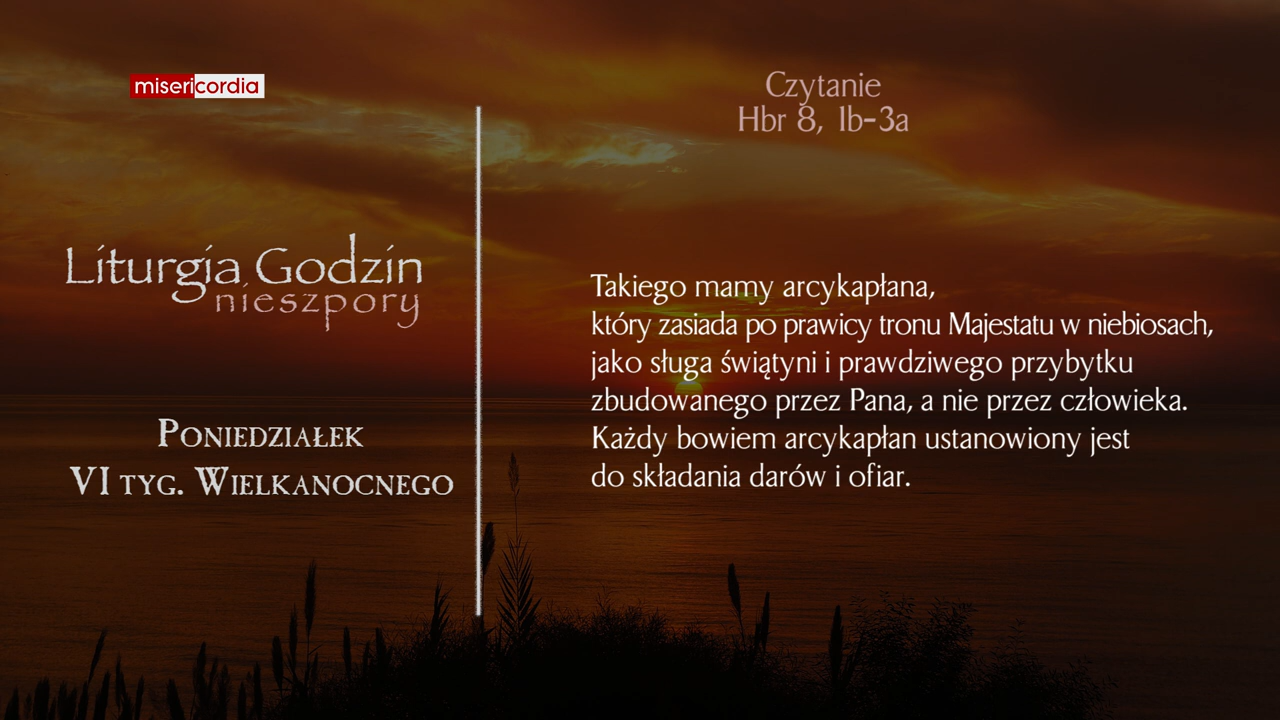 misericordia
Liturgia Godzin
nieszpory
Poniedziałek
VI tyg. Wielkanocnego
Czytanie
Hbr 8, 1b-3a
Takiego mamy arcykapłana,
który zasiada po prawicy tronu Majestatu w niebiosach,
jako sługa świątyni i prawdziwego przybytku
zbudowanego przez Pana, a nie przez człowieka.
Każdy bowiem arcykapłan ustanowiony jest
do składania darów i ofiar.